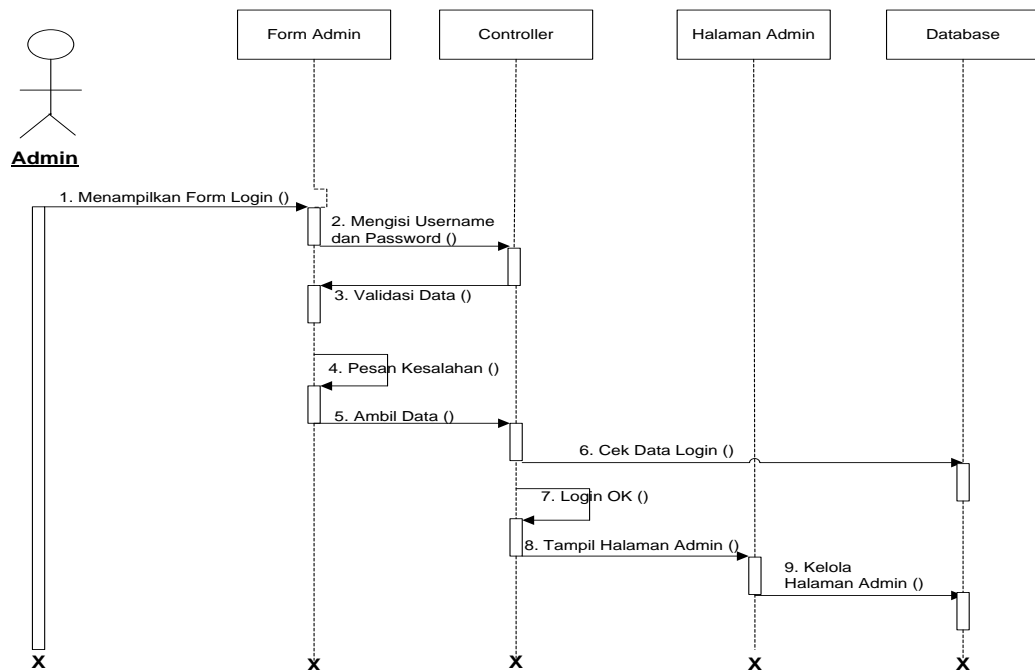 Form Admin
Controller
Halaman Admin
Database
Admin
1. Menampilkan Form Login ()
2. Mengisi Username
dan Password ()
3. Validasi Data ()
4. Pesan Kesalahan ()
5. Ambil Data ()
6. Cek Data Login ()
7. Login OK ()
8. Tampil Halaman Admin ()
9. Kelola
Halaman Admin ()
X
X
X
X
X